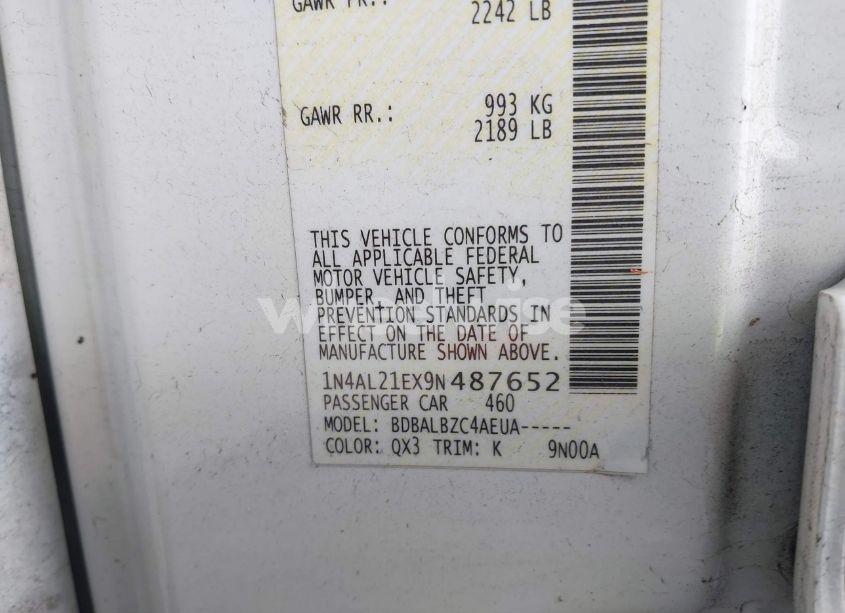 GAWR FR.:
2242 LB
GAWR RR.: 993 KG
2189 LB
THIS VEHICLE CONFORMS TO
ALL APPLICABLE FEDERAL
MOTOR VEHICLE SAFETY,
BUMPER, AND THEFT
PREVENTION STANDARDS IN
EFFECT ON THE DATE OF
MANUFACTURE SHOWN ABOVE.
1N4AL21EX9N487652
PASSENGER CAR 460
MODEL: BDBALBZC4AEUA-----
COLOR: QX3 TRIM: K 9N00A